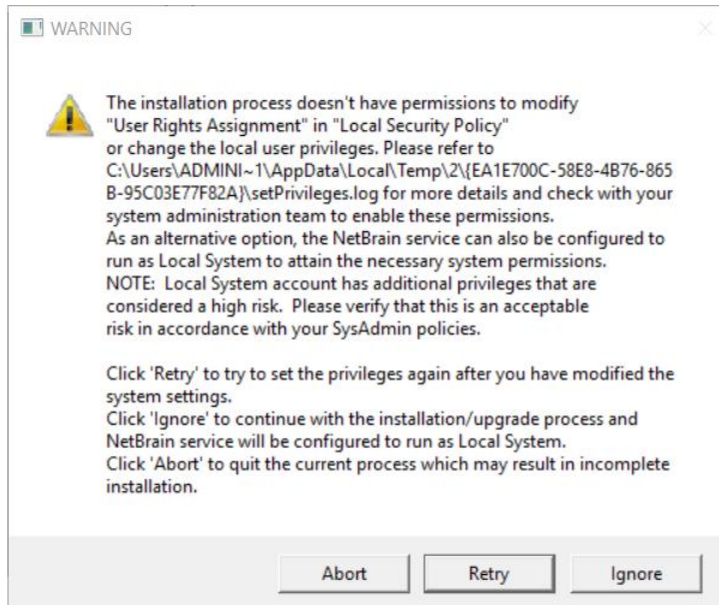 WARNING
The installation process doesn't have permissions to modify
"User Rights Assignment" in "Local Security Policy"
or change the local user privileges. Please refer to
C:\Users\ADMINI~1\AppData\Local\Temp\2\{EA1E700C-58E8-4B76-865
B-95C03E77F82A}\setPrivileges.log for more details and check with your
system administration team to enable these permissions.
As an alternative option, the NetBrain service can also be configured to
run as Local System to attain the necessary system permissions.
NOTE:  Local System account has additional privileges that are
considered a high risk.  Please verify that this is an acceptable
risk in accordance with your SysAdmin policies.
Click 'Retry' to try to set the privileges again after you have modified the
system settings.
Click 'Ignore' to continue with the installation/upgrade process and
NetBrain service will be configured to run as Local System.
Click 'Abort' to quit the current process which may result in incomplete
installation.
Abort Retry Ignore